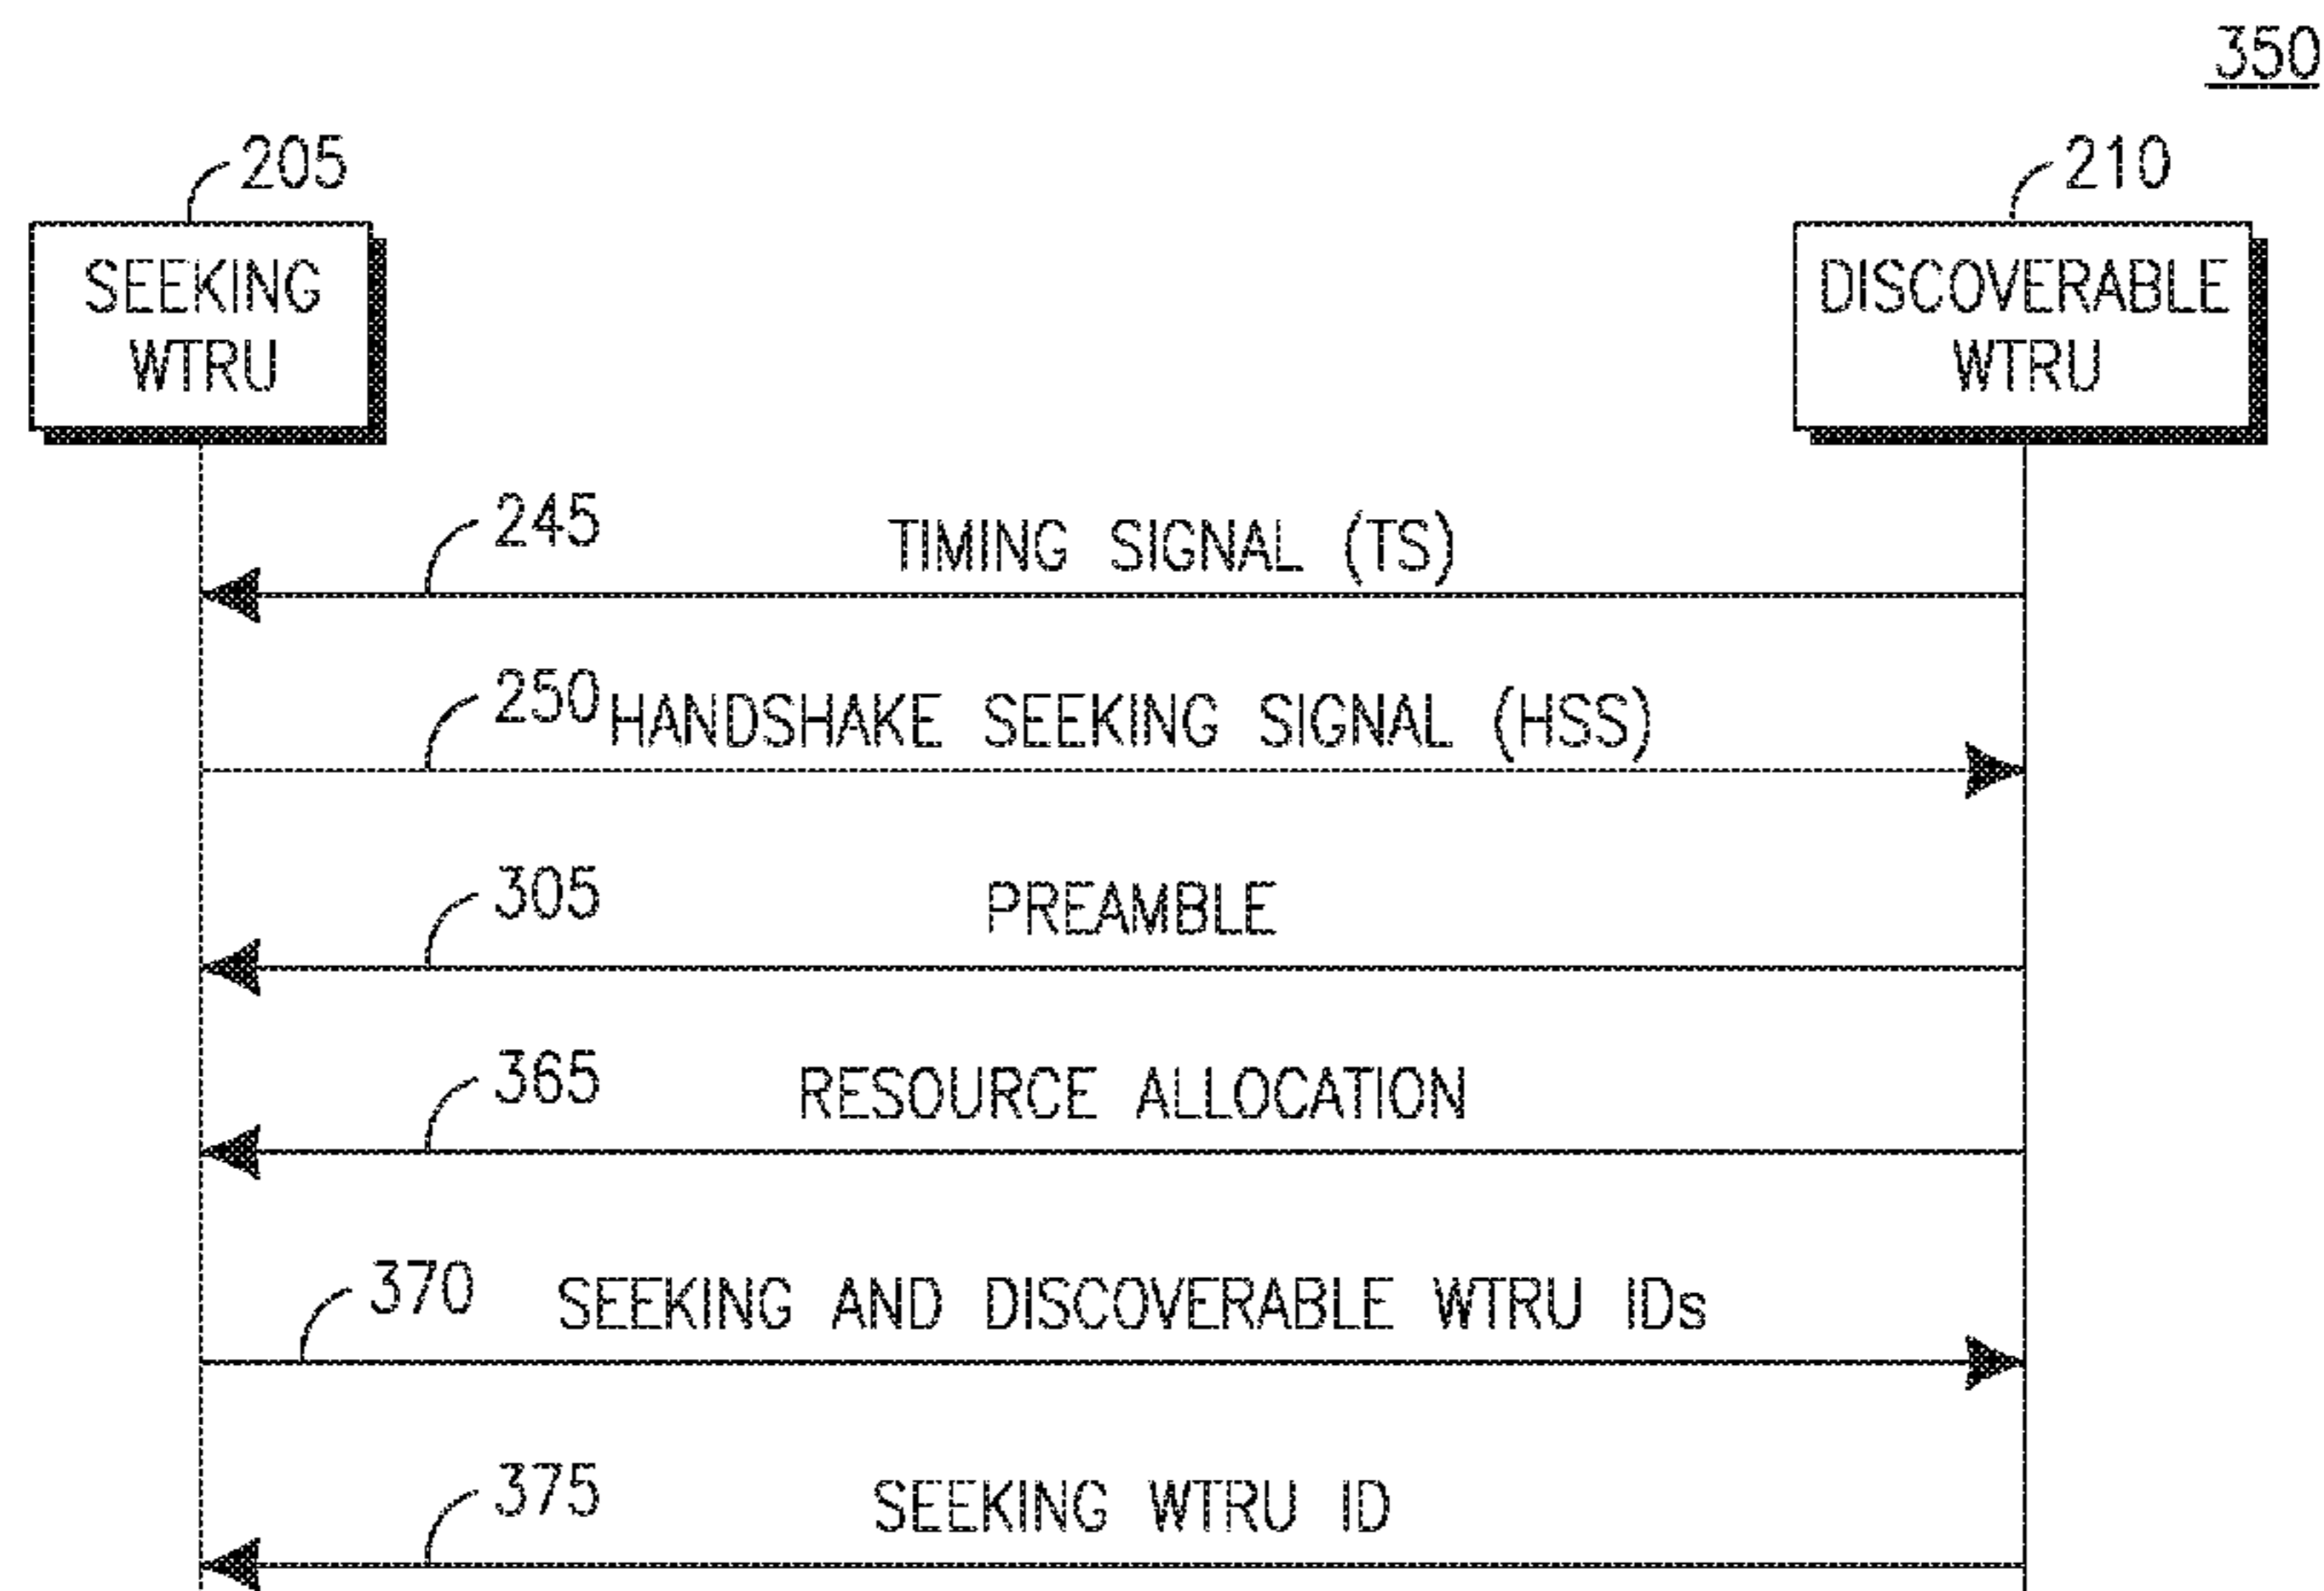 350
205
210
SEEKING
WTRU
DISCOVERABLE
WTRU
245
TIMING SIGNAL (TS)
250
HANDSHAKE SEEKING SIGNAL (HSS)
305
PREAMBLE
365
RESOURCE ALLOCATION
370
SEEKING AND DISCOVERABLE WTRU IDs
375
SEEKING WTRU ID